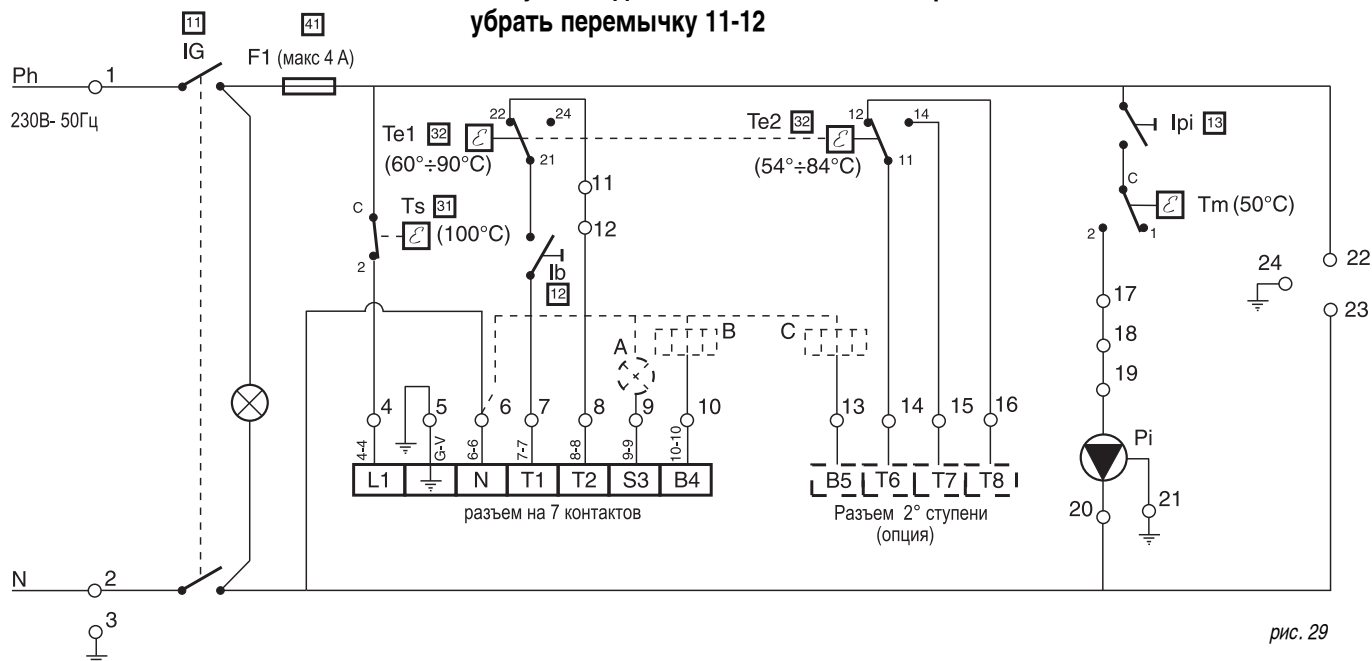 убрать перемычку 11-12
11
IG
41
F1 (макс 4 А)
Ph
1
230В- 50Гц
Te1 32
(60°÷90°C)
22
24
21
Te2 32
(54°÷84°C)
12
14
11
Ipi 13
C
Tm (50°C)
2
1
C
Ts 31
(100°C)
2
11
12
Ib
12
24
22
23
17
18
19
A
B
C
4
5
6
7
8
9
10
13
14
15
16
4-4
G-V
6-6
7-7
8-8
9-9
10-10
L1
N
T1
T2
S3
B4
B5
T6
T7
T8
разъем на 7 контактов
Разъем 2° ступени
(опция)
Pi
20
21
N
2
3
рис. 29